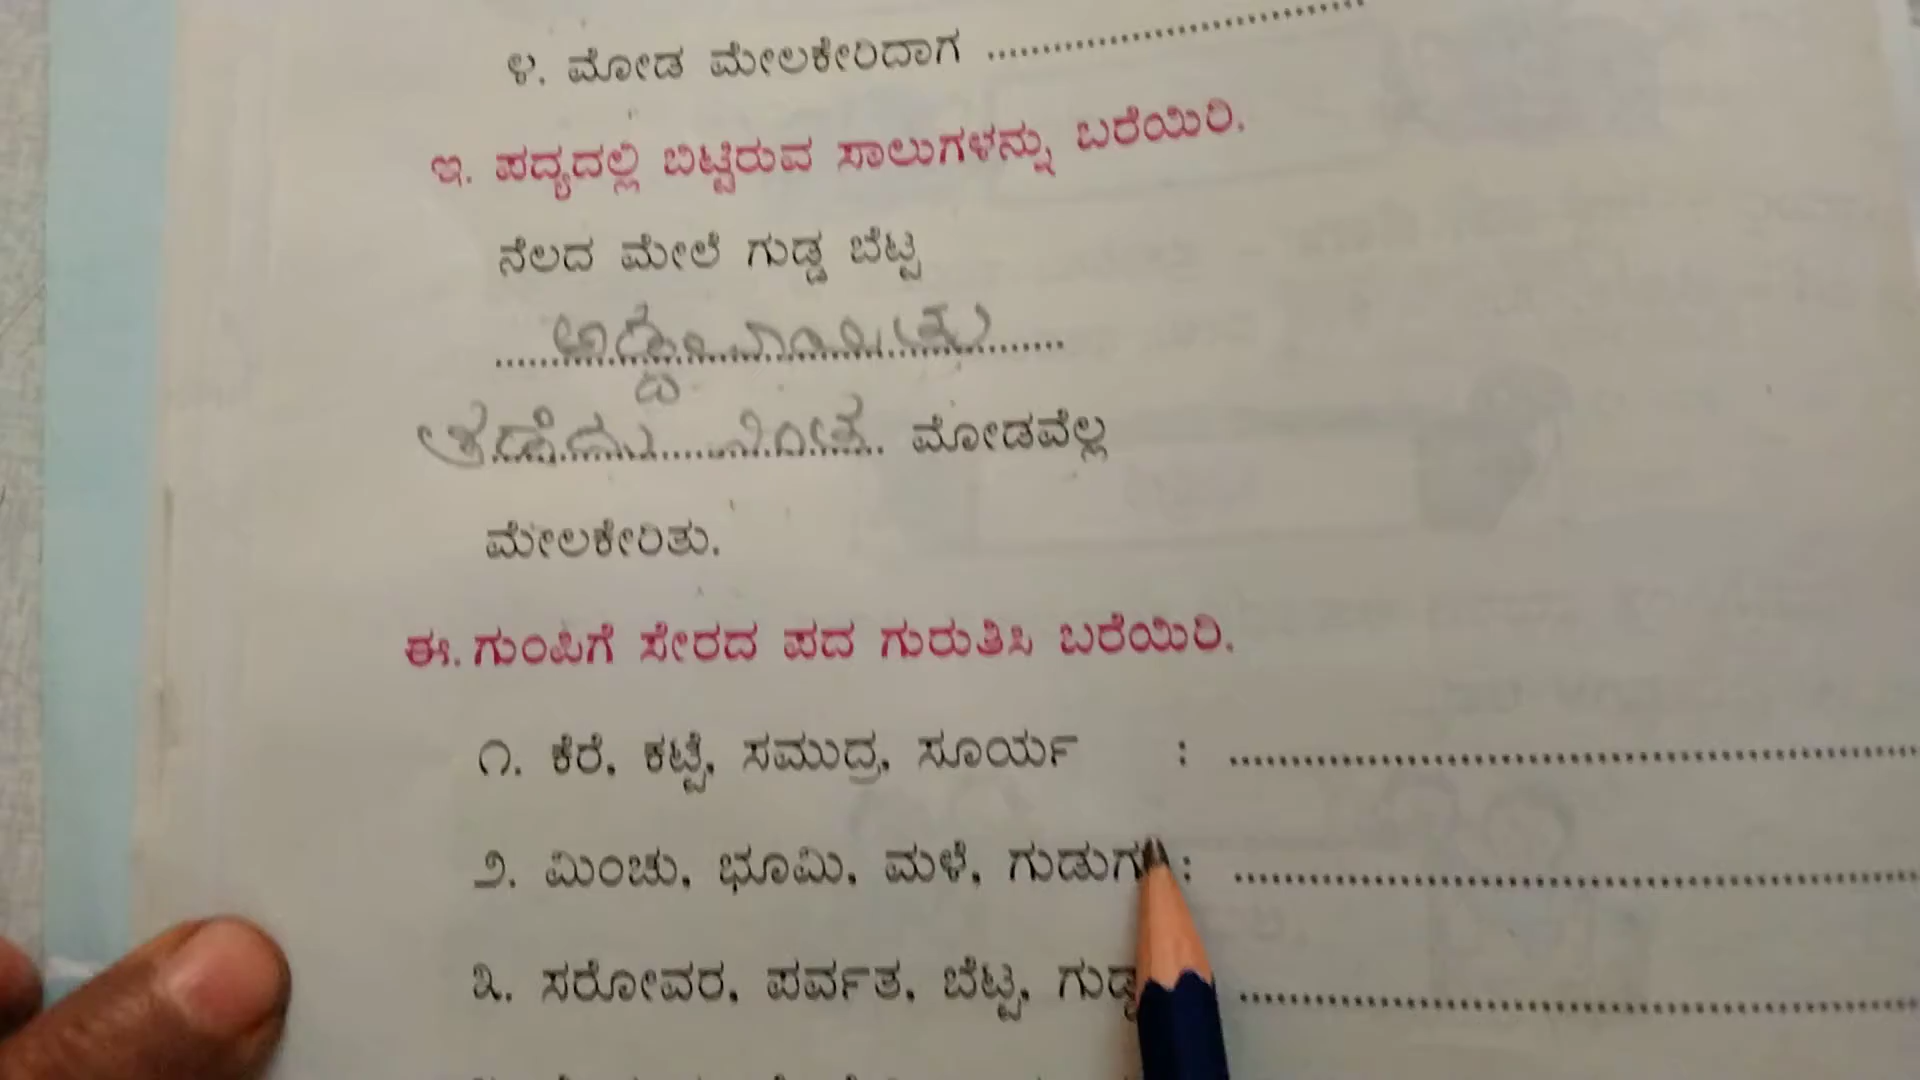 ೪. ಮೋಡ ಮೇಲಕೇರಿದಾಗ ..............................
ಇ. ಪದ್ಯದಲ್ಲಿ ಬಿಟ್ಟಿರುವ ಸಾಲುಗಳನ್ನು ಬರೆಯಿರಿ.
ನೆಲದ ಮೇಲೆ ಗುಡ್ಡ ಬೆಟ್ಟ
ತಡೆದು ನಿಂತ ಮೋಡವೆಲ್ಲ
ಮೇಲಕೇರಿತು.
ಈ. ಗುಂಪಿಗೆ ಸೇರದ ಪದ ಗುರುತಿಸಿ ಬರೆಯಿರಿ.
೧. ಕೆರೆ, ಕಟ್ಟೆ, ಸಮುದ್ರ, ಸೂರ್ಯ : ..............................
೨. ಮಿಂಚು, ಭೂಮಿ, ಮಳೆ, ಗುಡುಗು : ..............................
೩. ಸರೋವರ, ಪರ್ವತ, ಬೆಟ್ಟ, ಗುಡ್ಡ ..............................